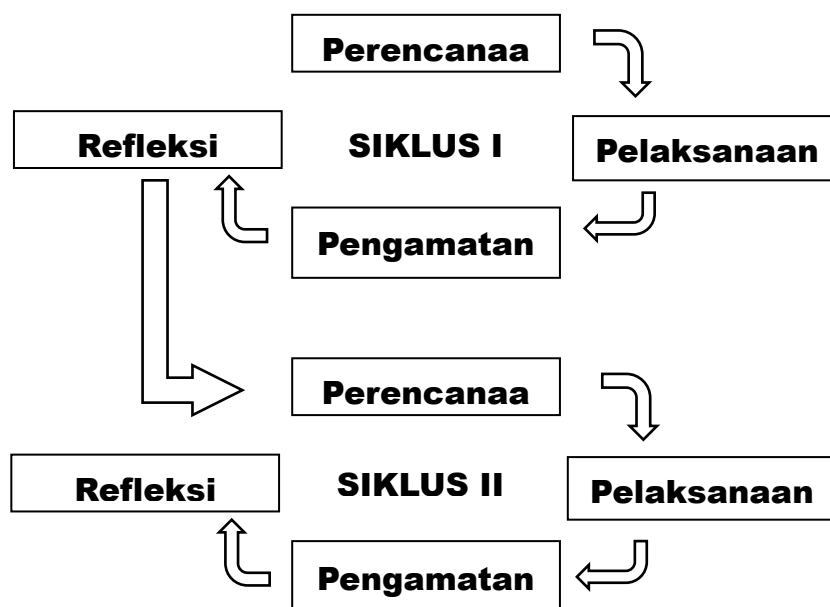 Perencanaa
Refleksi
SIKLUS I
Pelaksanaan
Pengamatan
Perencanaa
Refleksi
SIKLUS II
Pelaksanaan
Pengamatan